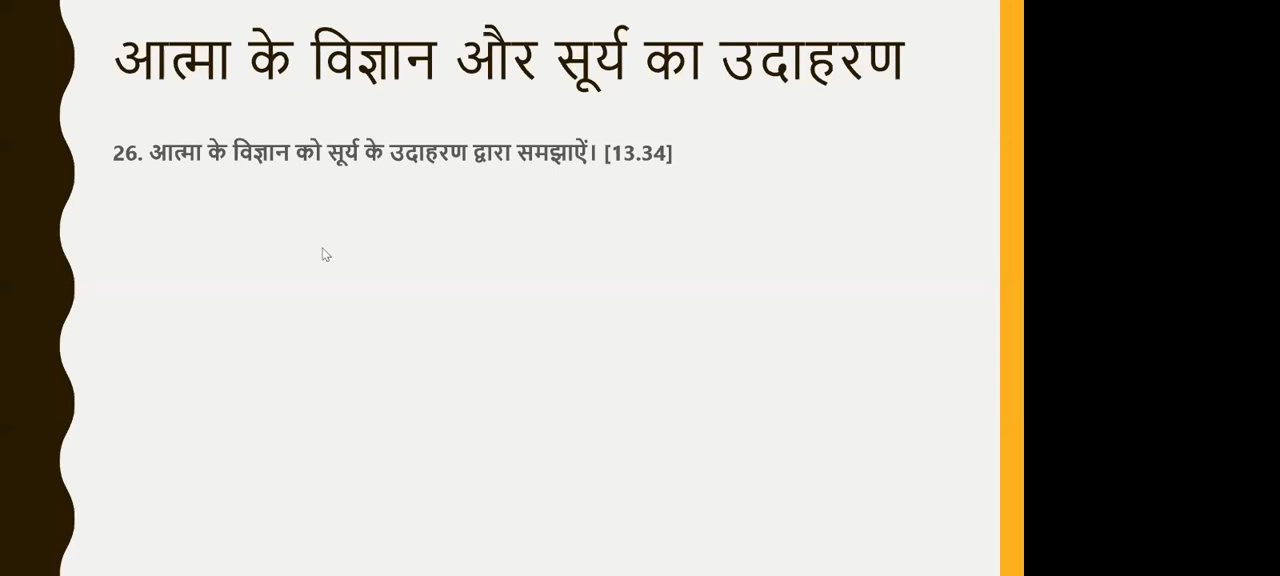 आत्मा के विज्ञान और सूर्य का उदाहरण
26. आत्मा के विज्ञान को सूर्य के उदाहरण द्वारा समझाऐं। [13.34]